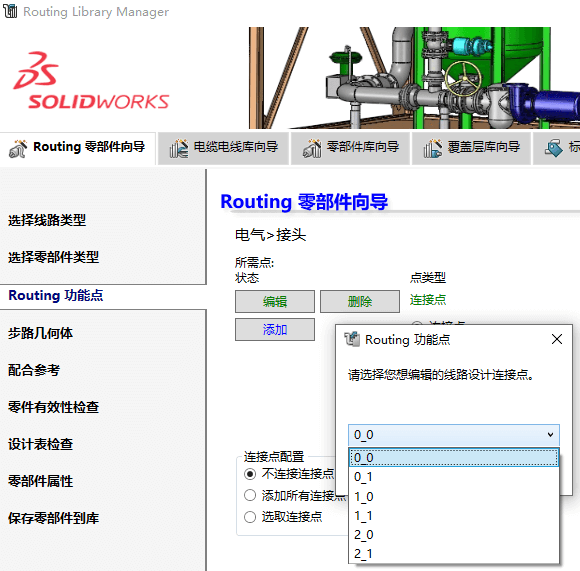 Routing Library Manager
SOLIDWORKS
Routing 零部件向导
电缆电线库向导
零部件库向导
覆盖层库向导
标
选择线路类型
选择零部件类型
Routing 功能点
步路几何体
配合参考
零件有效性检查
设计表检查
零部件属性
保存零部件到库
Routing 零部件向导
电气>接头
所需点:
状态
点类型
编辑
删除
连接点
添加
Routing 功能点
请选择您想编辑的线路设计连接点。
0_0
0_0
0_1
1_0
1_1
2_0
2_1
连接点配置
不连接连接点
添加所有连接点
选取连接点